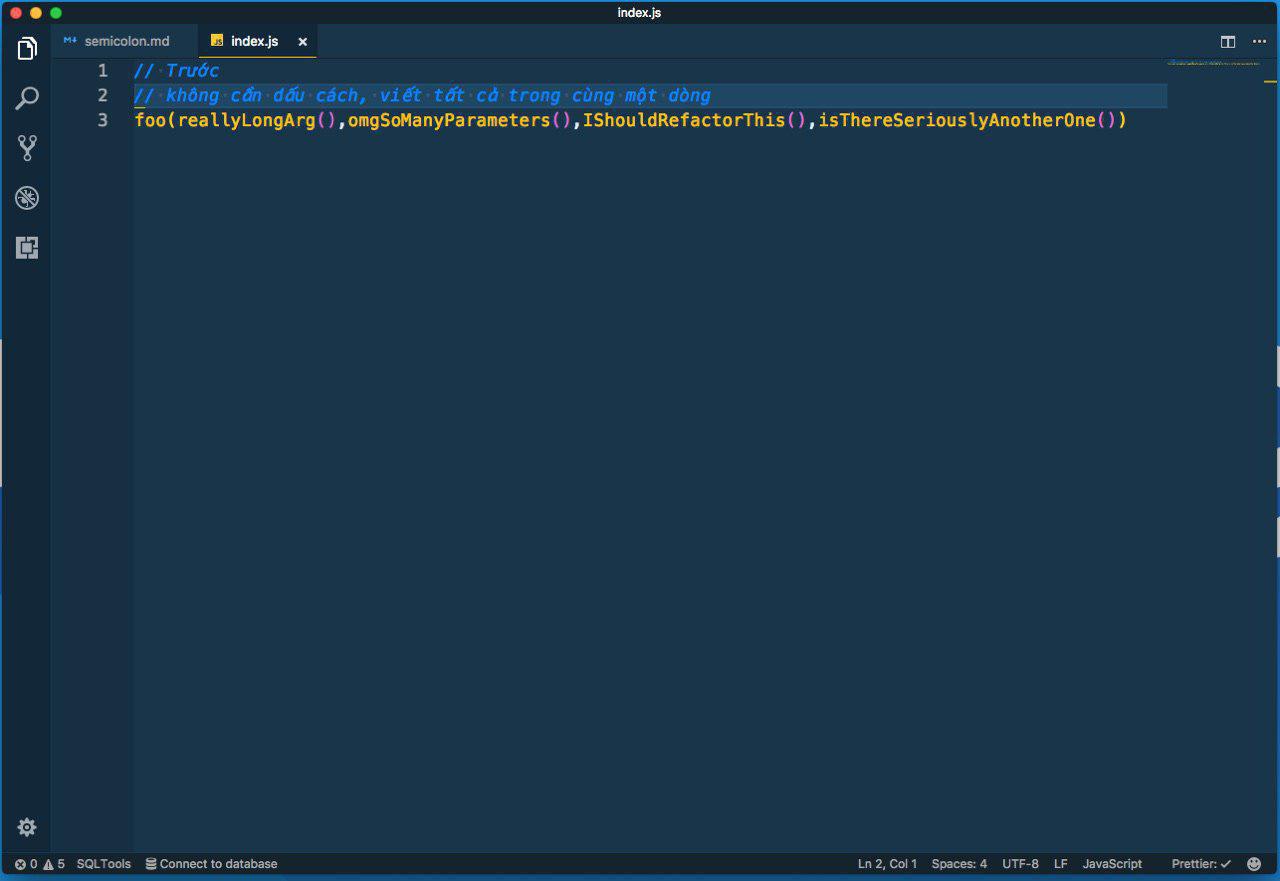 index.js
semicolon.md
index.js
1 // Trước
2 // không cần dấu cách, viết tất cả trong cùng một dòng
3 foo(reallyLongArg(),omgSoManyParameters(),IShouldRefactorThis(),isThereSeriouslyAnotherOne())
0 5 SQLTools Connect to database Ln 2, Col 1 Spaces: 4 UTF-8 LF JavaScript Prettier: ✓